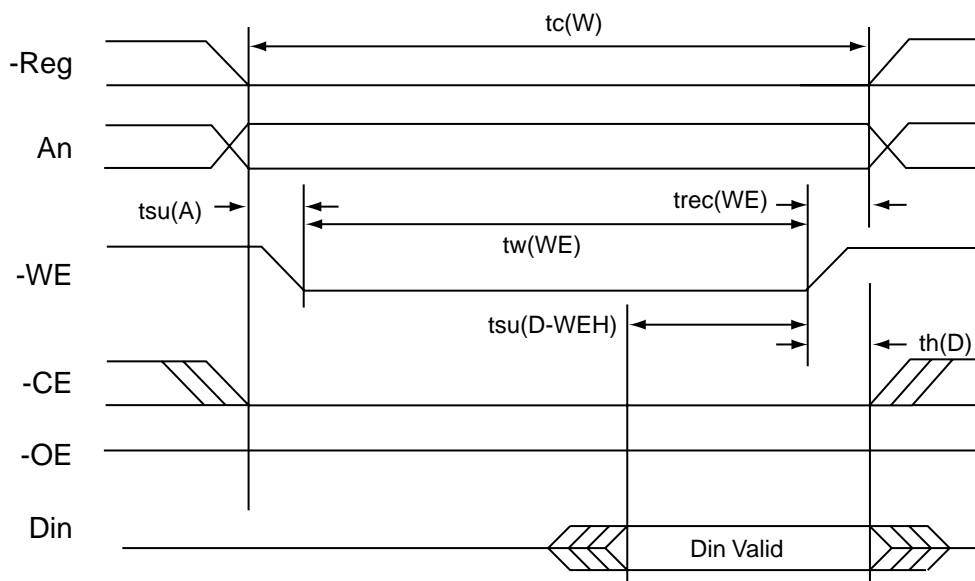 tc(W)
-Reg
An
tsu(A)
trec(WE)
tw(WE)
-WE
tsu(D-WEH)
th(D)
-CE
-OE
Din
Din Valid